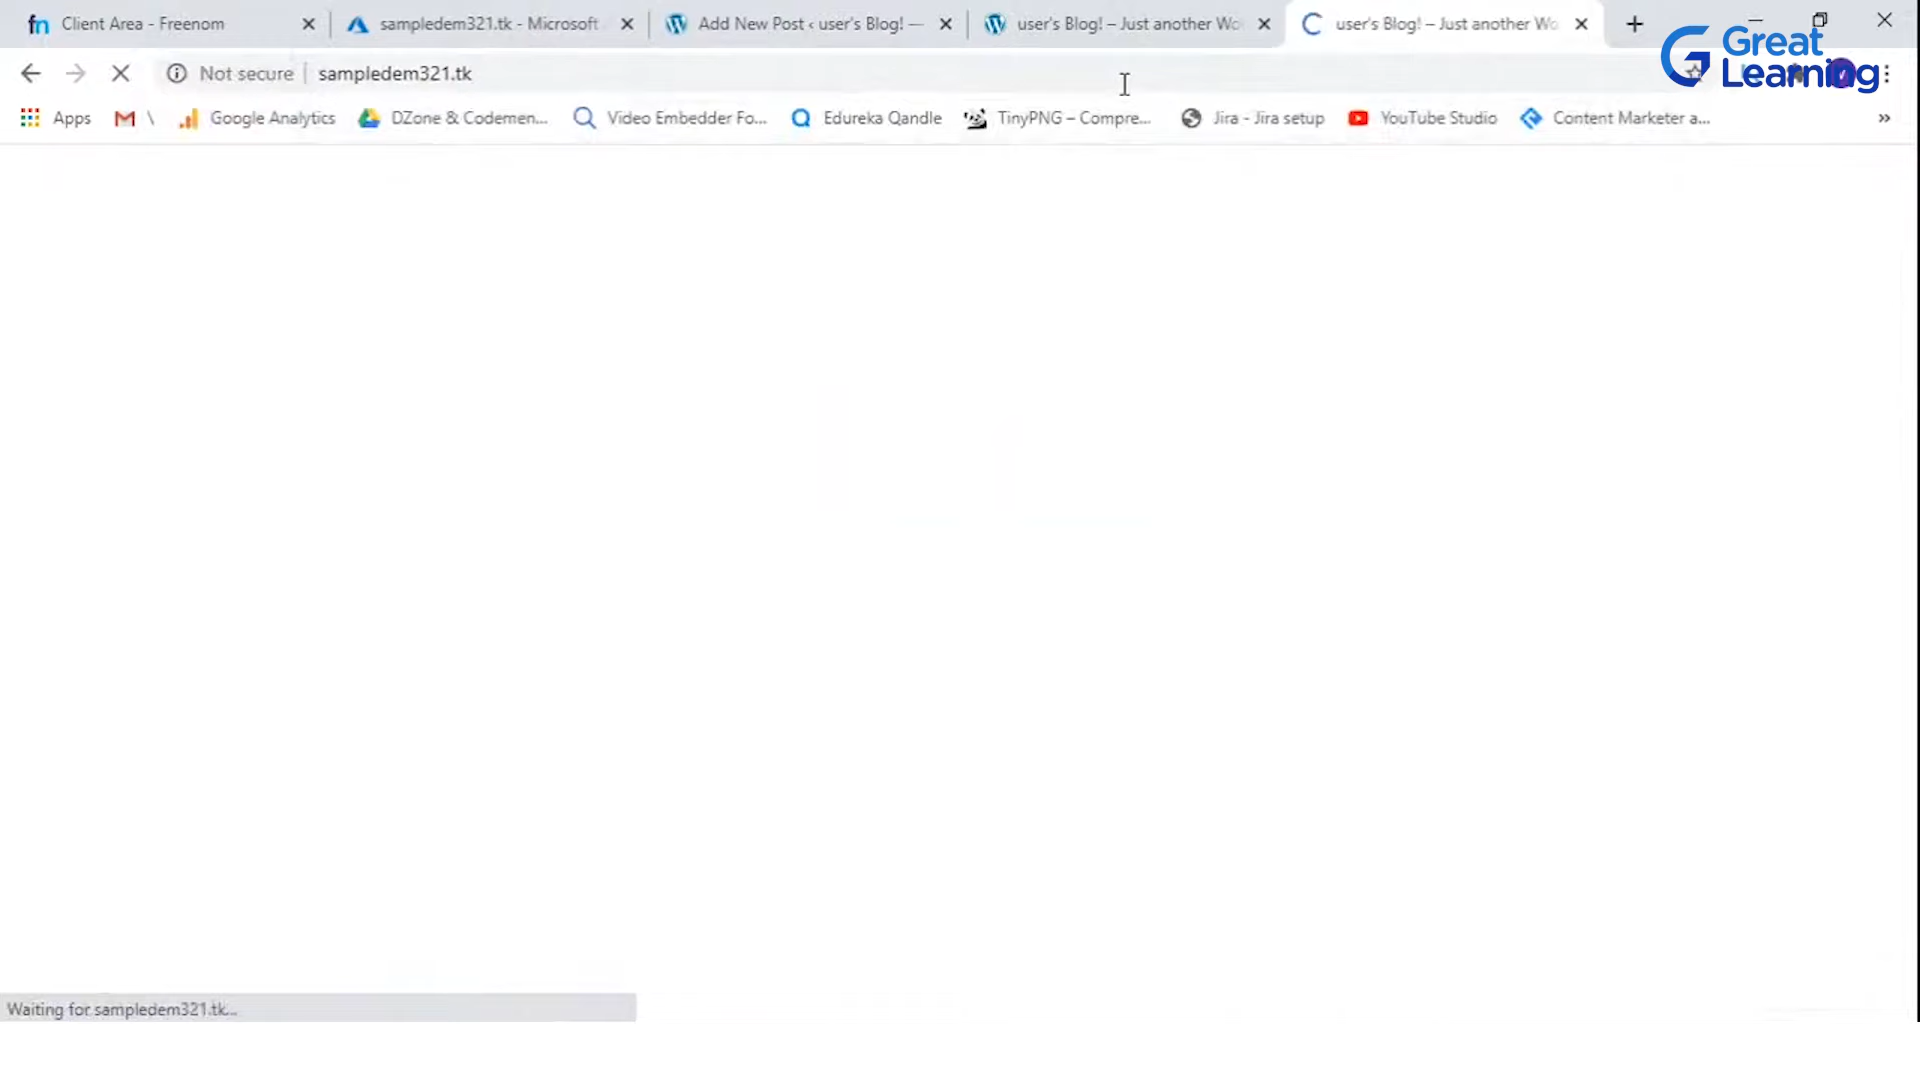 Client Area - Freenom
sampledem321.tk - Microsoft
Add New Post ‹ user's Blog! —
user's Blog! – Just another Wo
user's Blog! – Just another Wo
Great Learning
Not secure
sampledem321.tk
Apps
\
Google Analytics
DZone & Codemen...
Video Embedder Fo...
Edureka Qandle
TinyPNG – Compre...
Jira - Jira setup
YouTube Studio
Content Marketer a...
»
Waiting for sampledem321.tk...